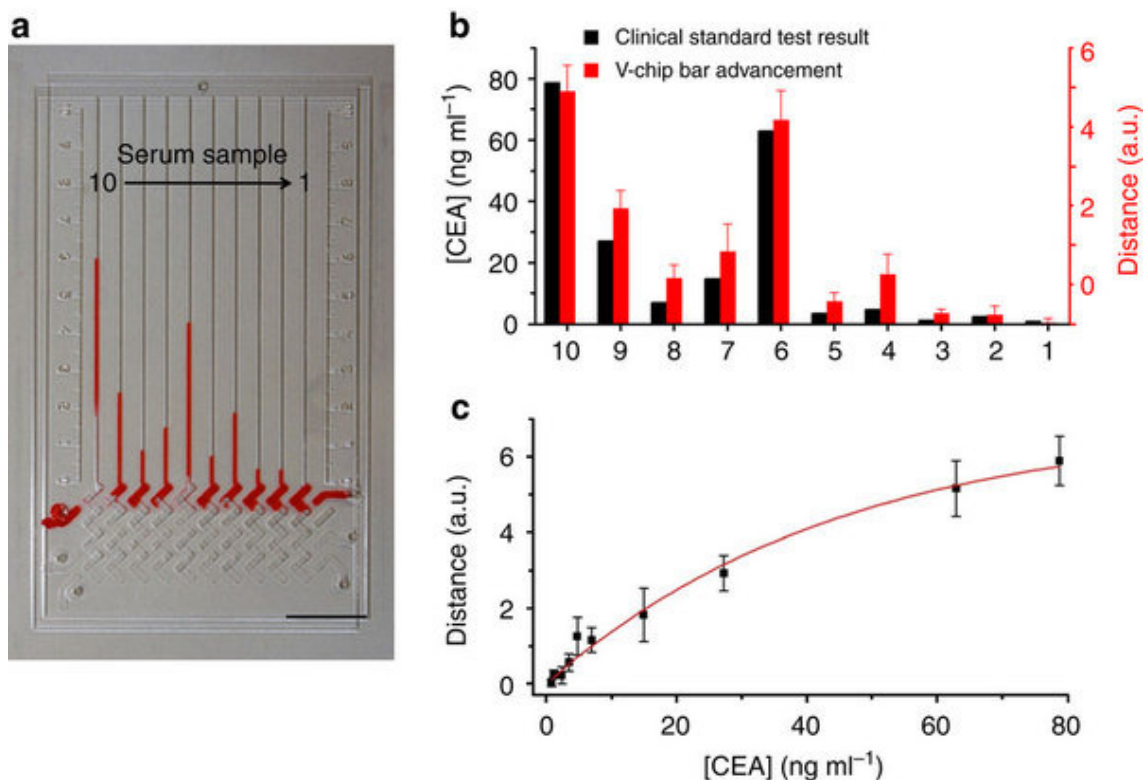 a
Serum sample
10 1
b
Clinical standard test result
V-chip bar advancement
[CEA] (ng ml⁻¹)
80
60
40
20
0
6
4
2
0
Distance (a.u.)
10 9 8 7 6 5 4 3 2 1
c
Distance (a.u.)
6
4
2
0
0 20 40 60 80
[CEA] (ng ml⁻¹)